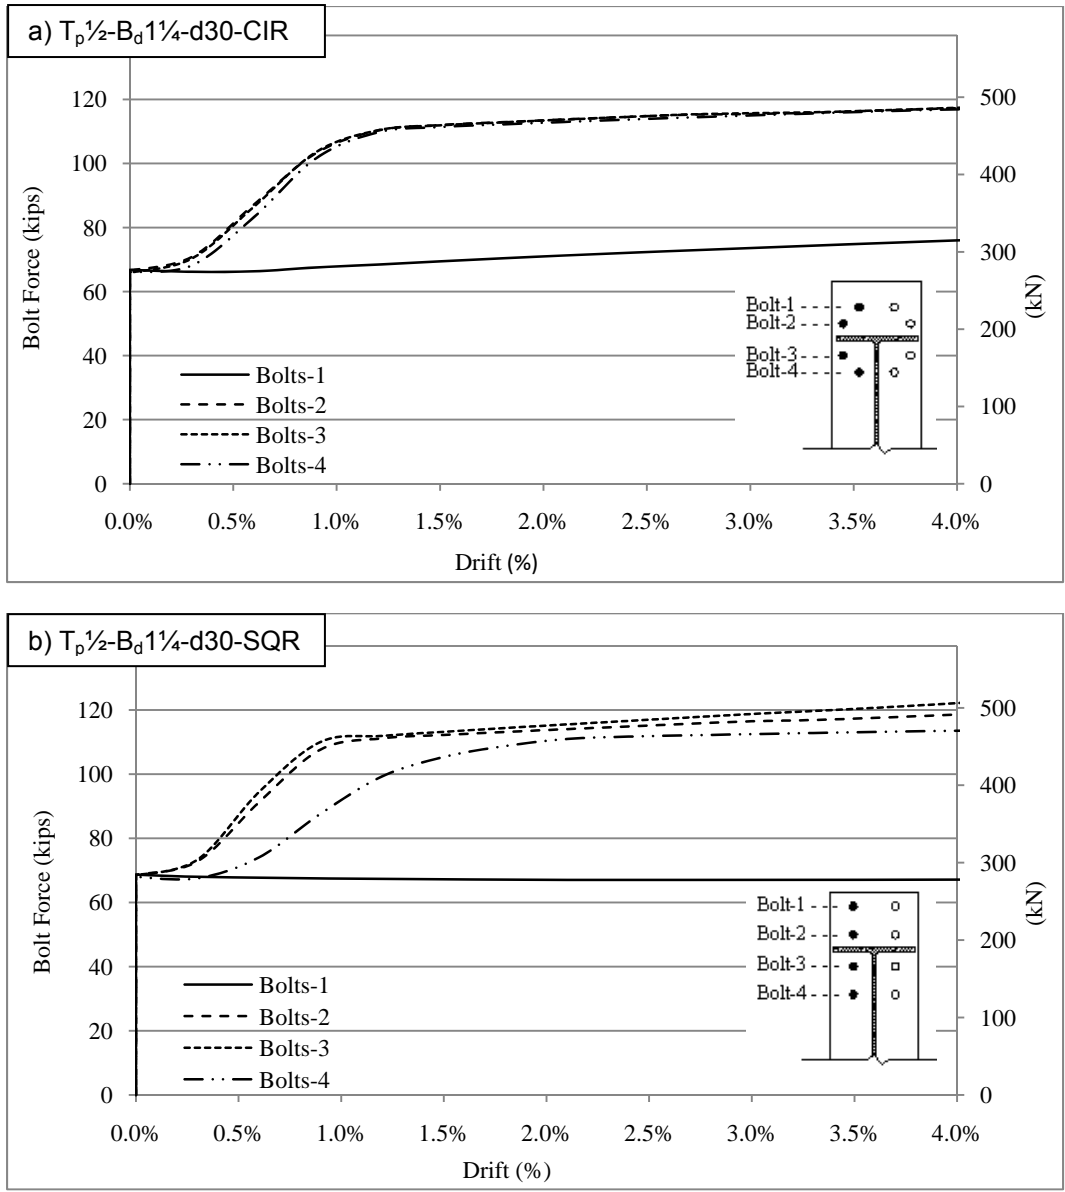 a) Tp½-Bd1¼-d30-CIR
120
100
80
60
40
20
0
Bolt Force (kips)
500
400
300
200
100
0
(kN)
Bolt-1
Bolt-2
Bolt-3
Bolt-4
Bolts-1
Bolts-2
Bolts-3
Bolts-4
0.0% 0.5% 1.0% 1.5% 2.0% 2.5% 3.0% 3.5% 4.0%
Drift (%)
b) Tp½-Bd1¼-d30-SQR
120
100
80
60
40
20
0
Bolt Force (kips)
500
400
300
200
100
0
(kN)
Bolt-1
Bolt-2
Bolt-3
Bolt-4
Bolts-1
Bolts-2
Bolts-3
Bolts-4
0.0% 0.5% 1.0% 1.5% 2.0% 2.5% 3.0% 3.5% 4.0%
Drift (%)